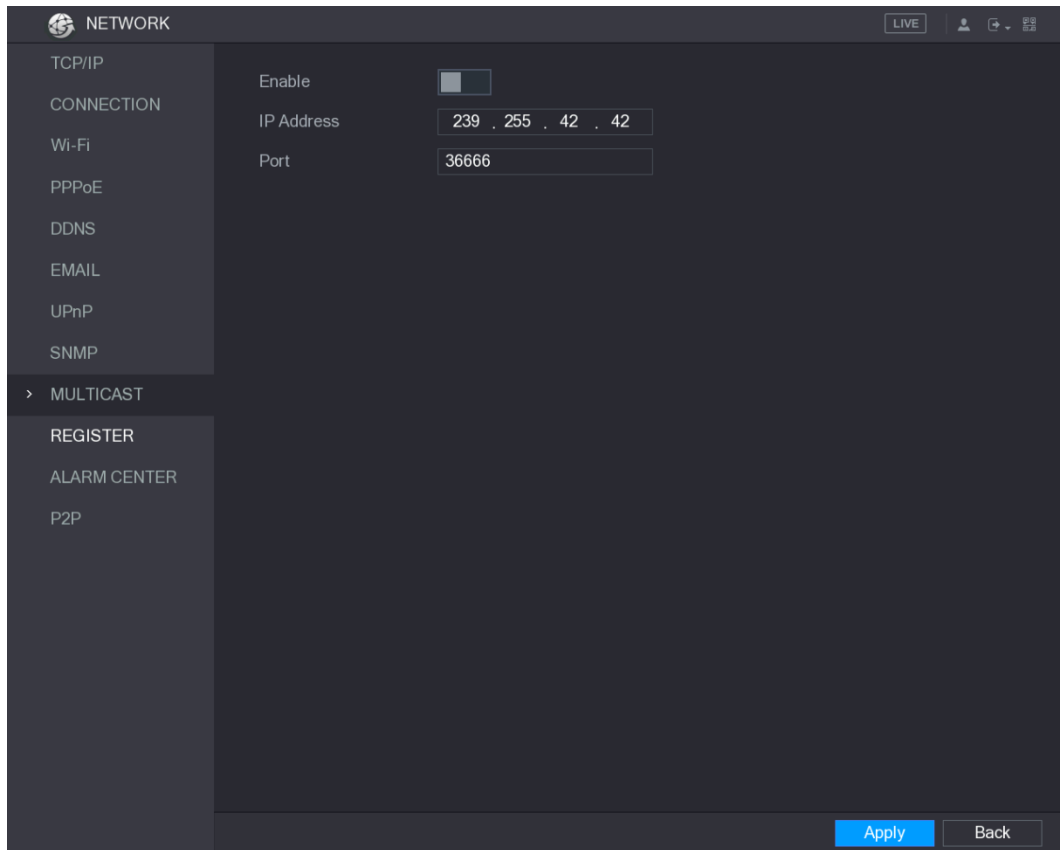 NETWORK
LIVE
TCP/IP
CONNECTION
Wi-Fi
PPPoE
DDNS
EMAIL
UPnP
SNMP
> MULTICAST
REGISTER
ALARM CENTER
P2P
Enable
IP Address 239 . 255 . 42 . 42
Port 36666
Apply Back